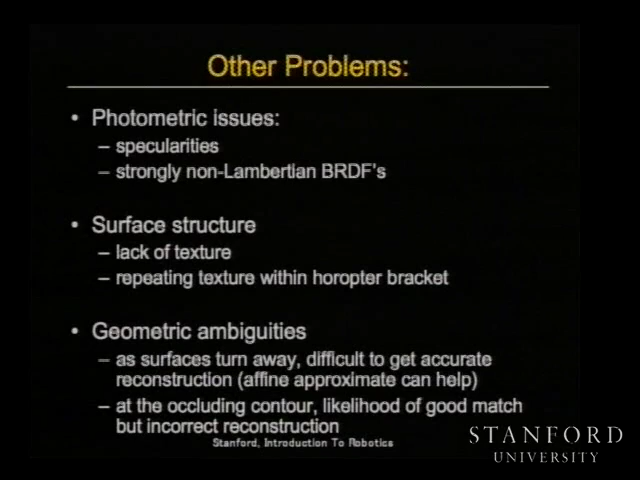 Other Problems:
• Photometric issues:
– specularities
– strongly non-Lambertian BRDF's
• Surface structure
– lack of texture
– repeating texture within horopter bracket
• Geometric ambiguities
– as surfaces turn away, difficult to get accurate
reconstruction (affine approximate can help)
– at the occluding contour, likelihood of good match
but incorrect reconstruction
Stanford, Introduction To Robotics
STANFORD
UNIVERSITY